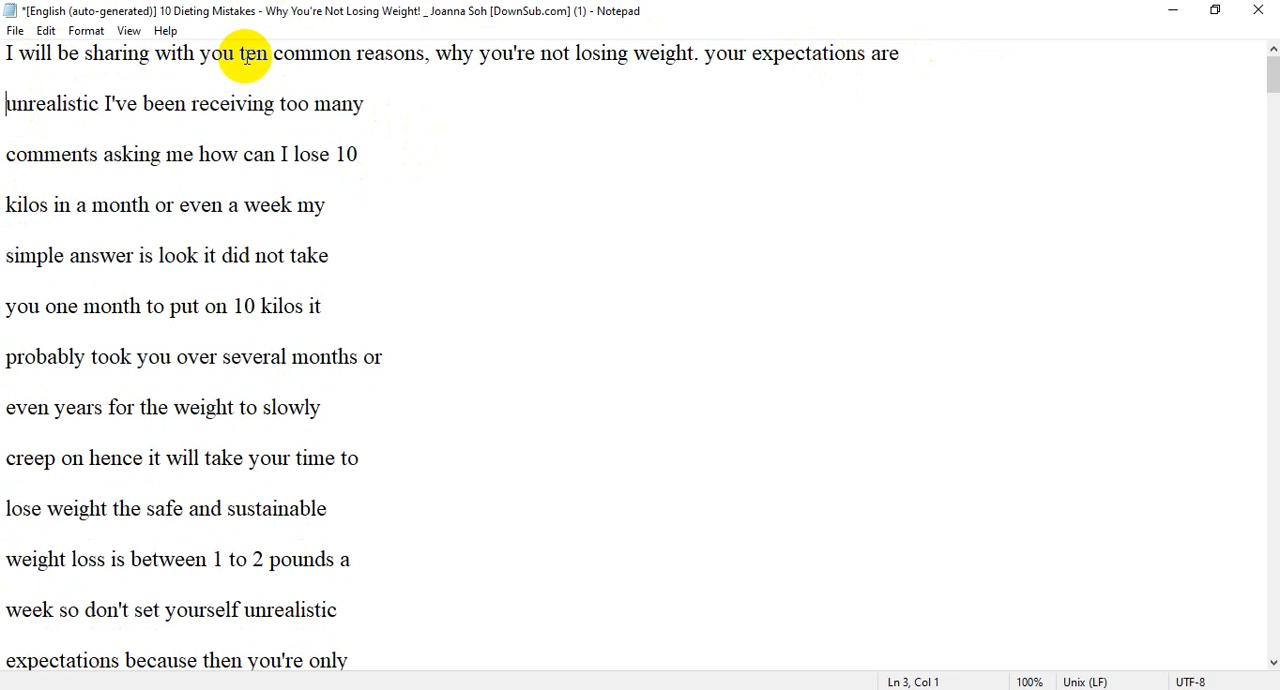 *[English (auto-generated)] 10 Dieting Mistakes - Why You're Not Losing Weight! _ Joanna Soh [DownSub.com] (1) - Notepad
File Edit Format View Help
I will be sharing with you ten common reasons, why you're not losing weight. your expectations are
unrealistic I've been receiving too many
comments asking me how can I lose 10
kilos in a month or even a week my
simple answer is look it did not take
you one month to put on 10 kilos it
probably took you over several months or
even years for the weight to slowly
creep on hence it will take your time to
lose weight the safe and sustainable
weight loss is between 1 to 2 pounds a
week so don't set yourself unrealistic
expectations because then you're only
Ln 3, Col 1 100% Unix (LF) UTF-8